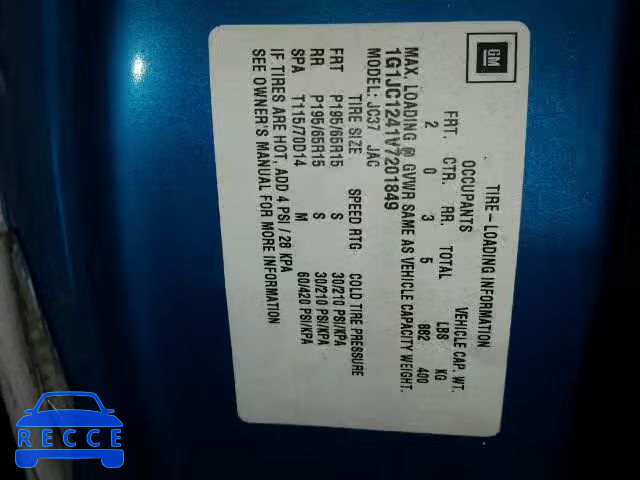 GM
TIRE-LOADING INFORMATION
OCCUPANTS VEHICLE CAP. WT.
FRT. CTR. RR. TOTAL LBS KG
2 0 3 5 882 400
MAX. LOADING @ GVWR SAME AS VEHICLE CAPACITY WEIGHT.
1G1JC1241V7201849
MODEL: JC37 JAC
TIRE SIZE SPEED RTG COLD TIRE PRESSURE
FRT P195/65R15 S 30/210 PSI/KPA
RR P195/65R15 S 30/210 PSI/KPA
SPA T115/70D14 M 60/420 PSI/KPA
IF TIRES ARE HOT, ADD 4 PSI / 28 KPA
SEE OWNER'S MANUAL FOR MORE INFORMATION
RECCE